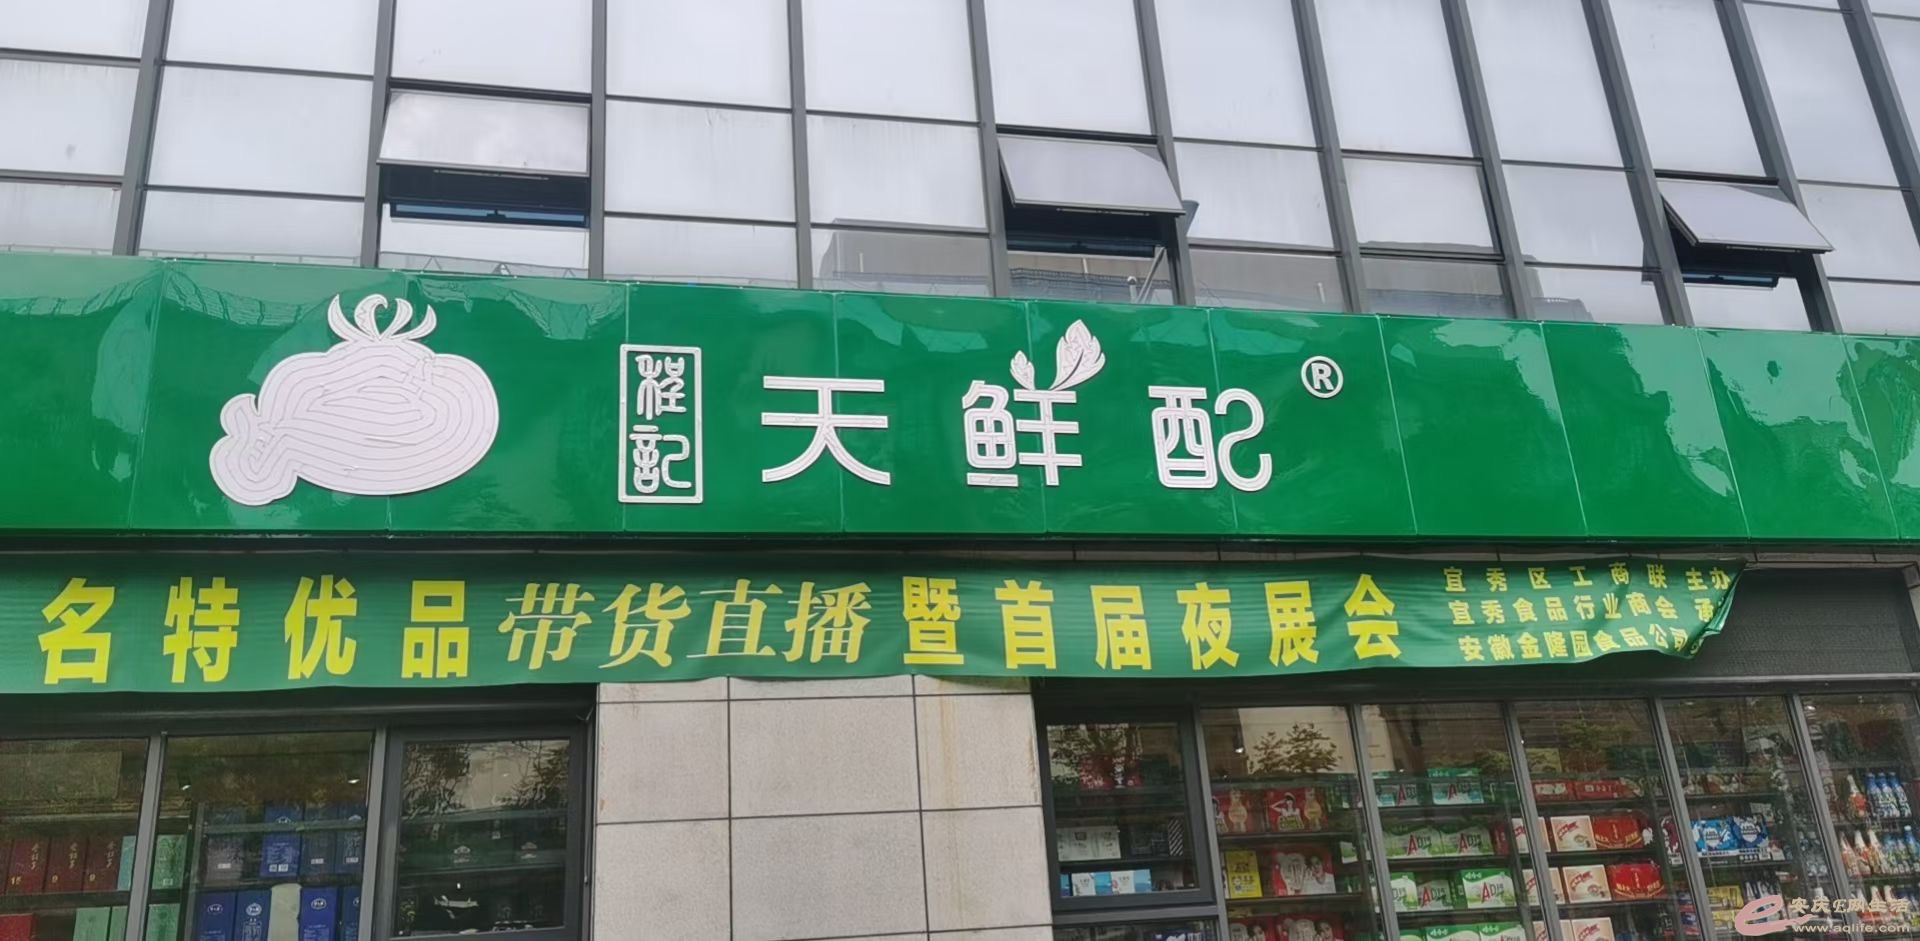 程記
天鲜配®
名特优品带货直播暨首届夜展会
宜秀区工商联 主办
宜秀食品行业商会 承
安徽金隆园食品公司
安庆E网生活
www.aqlife.com